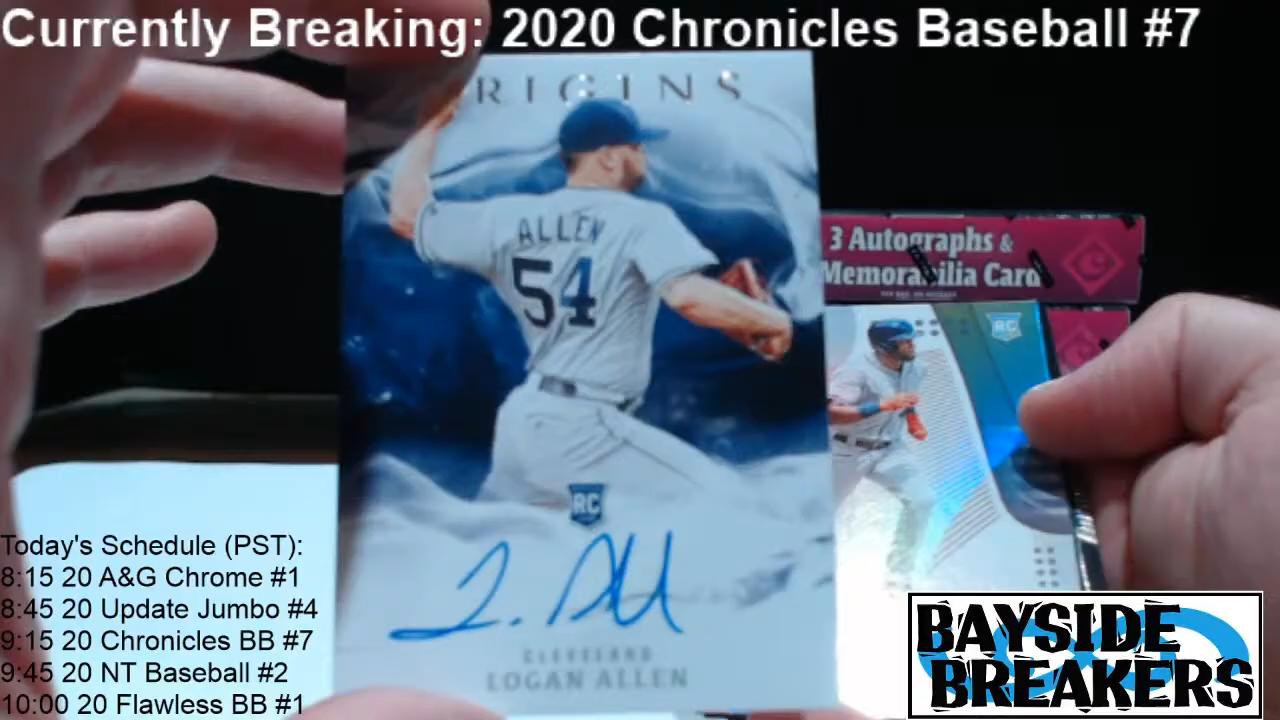 Currently Breaking: 2020 Chronicles Baseball #7
RIGINS
ALLEN
54
3 Autographs &
Memorabilia Card
RC
RC
CLEVELAND
LOGAN ALLEN
Today's Schedule (PST):
8:15 20 A&G Chrome #1
8:45 20 Update Jumbo #4
9:15 20 Chronicles BB #7
9:45 20 NT Baseball #2
10:00 20 Flawless BB #1
BAYSIDE
BREAKERS